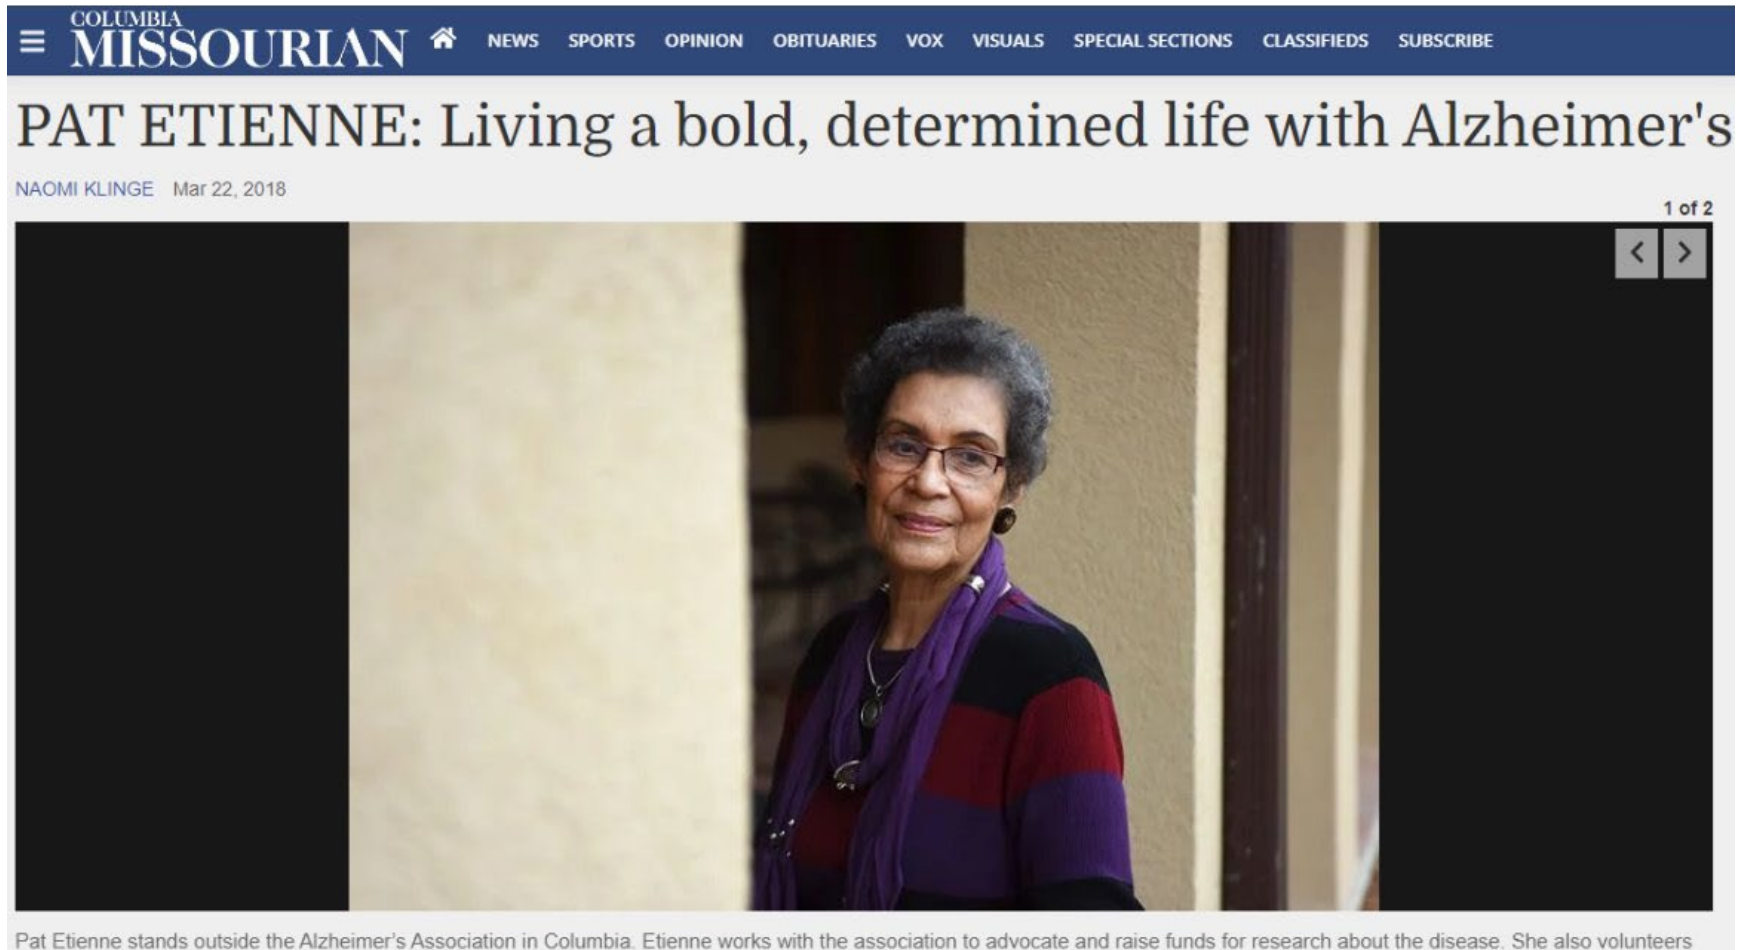 COLUMBIA
MISSOURIAN
NEWS SPORTS OPINION OBITUARIES VOX VISUALS SPECIAL SECTIONS CLASSIFIEDS SUBSCRIBE
PAT ETIENNE: Living a bold, determined life with Alzheimer's
NAOMI KLINGE Mar 22, 2018
1 of 2
Pat Etienne stands outside the Alzheimer's Association in Columbia. Etienne works with the association to advocate and raise funds for research about the disease. She also volunteers